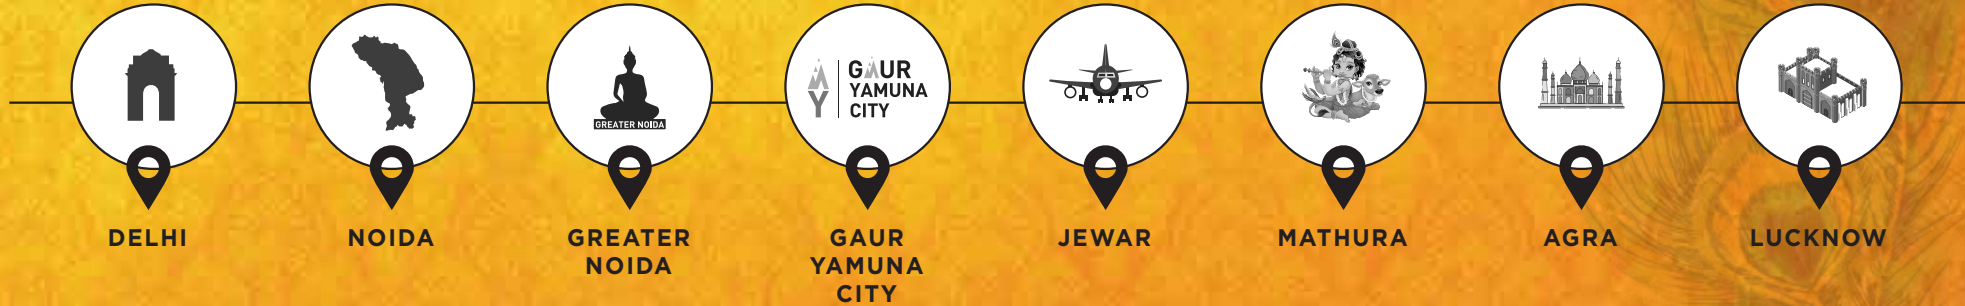 GREATER NOIDA
GAUR
YAMUNA
CITY
DELHI
NOIDA
GREATER
NOIDA
GAUR
YAMUNA
CITY
JEWAR
MATHURA
AGRA
LUCKNOW